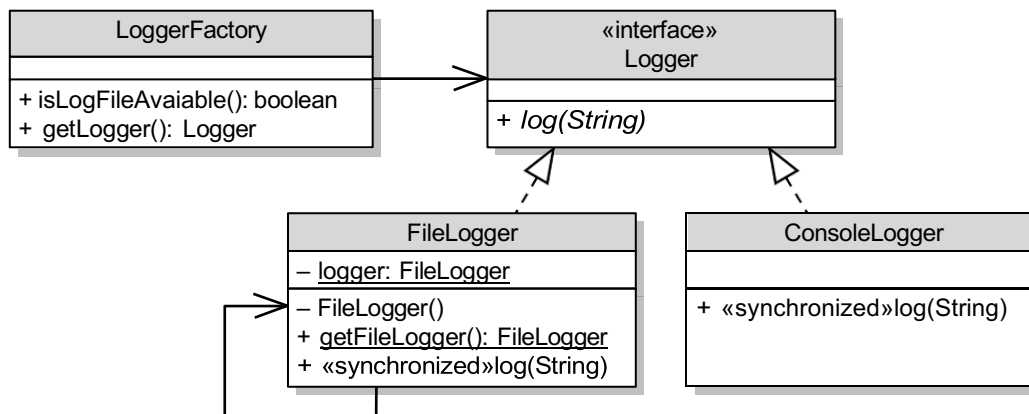 LoggerFactory
+ isLogFileAvaiable(): boolean
+ getLogger(): Logger
«interface»
Logger
+ log(String)
FileLogger
– logger: FileLogger
– FileLogger()
+ getFileLogger(): FileLogger
+ «synchronized»log(String)
ConsoleLogger
+ «synchronized»log(String)